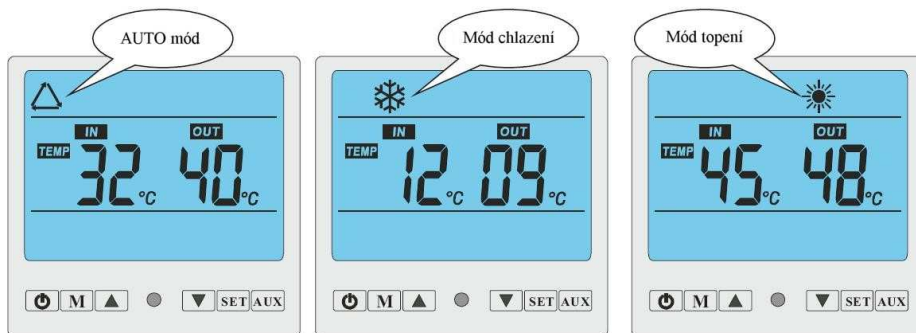 AUTO mód
IN OUT
TEMP 32 °C 40 °C
M SET AUX
Mód chlazení
IN OUT
TEMP 12 °C 09 °C
M SET AUX
Mód topení
IN OUT
TEMP 45 °C 48 °C
M SET AUX